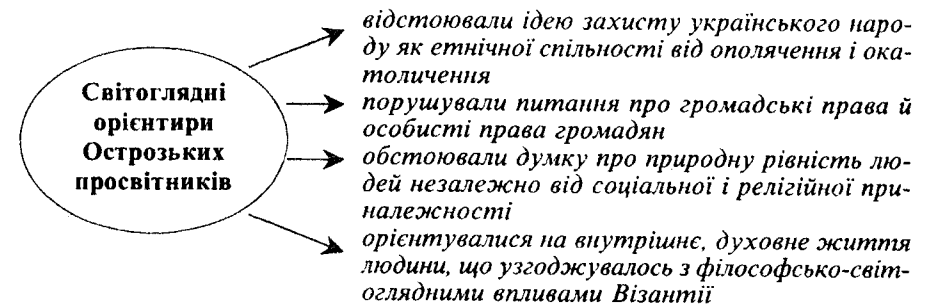 Світоглядні
орієнтири
Острозьких
просвітників
відстоювали ідею захисту українського наро-
ду як етнічної спільності від ополячення і ока-
толичення
порушували питання про громадські права й
особисті права громадян
обстоювали думку про природну рівність лю-
дей незалежно від соціальної і релігійної при-
належності
орієнтувалися на внутрішнє, духовне життя
людини, що узгоджувалось з філософсько-світ-
оглядними впливами Візантії